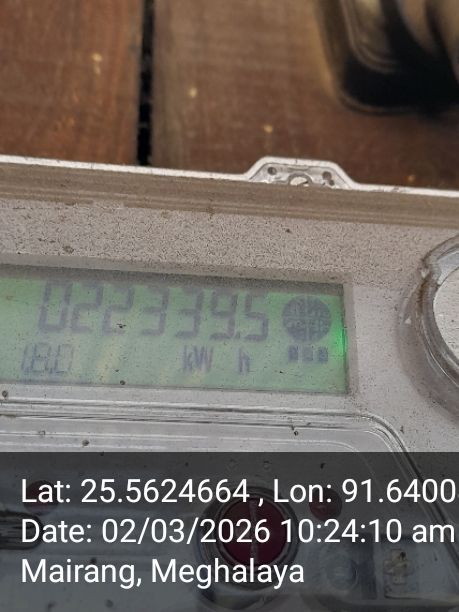 022339.5
1.8.0
kW h
Lat: 25.5624664 , Lon: 91.6400
Date: 02/03/2026 10:24:10 am
Mairang, Meghalaya